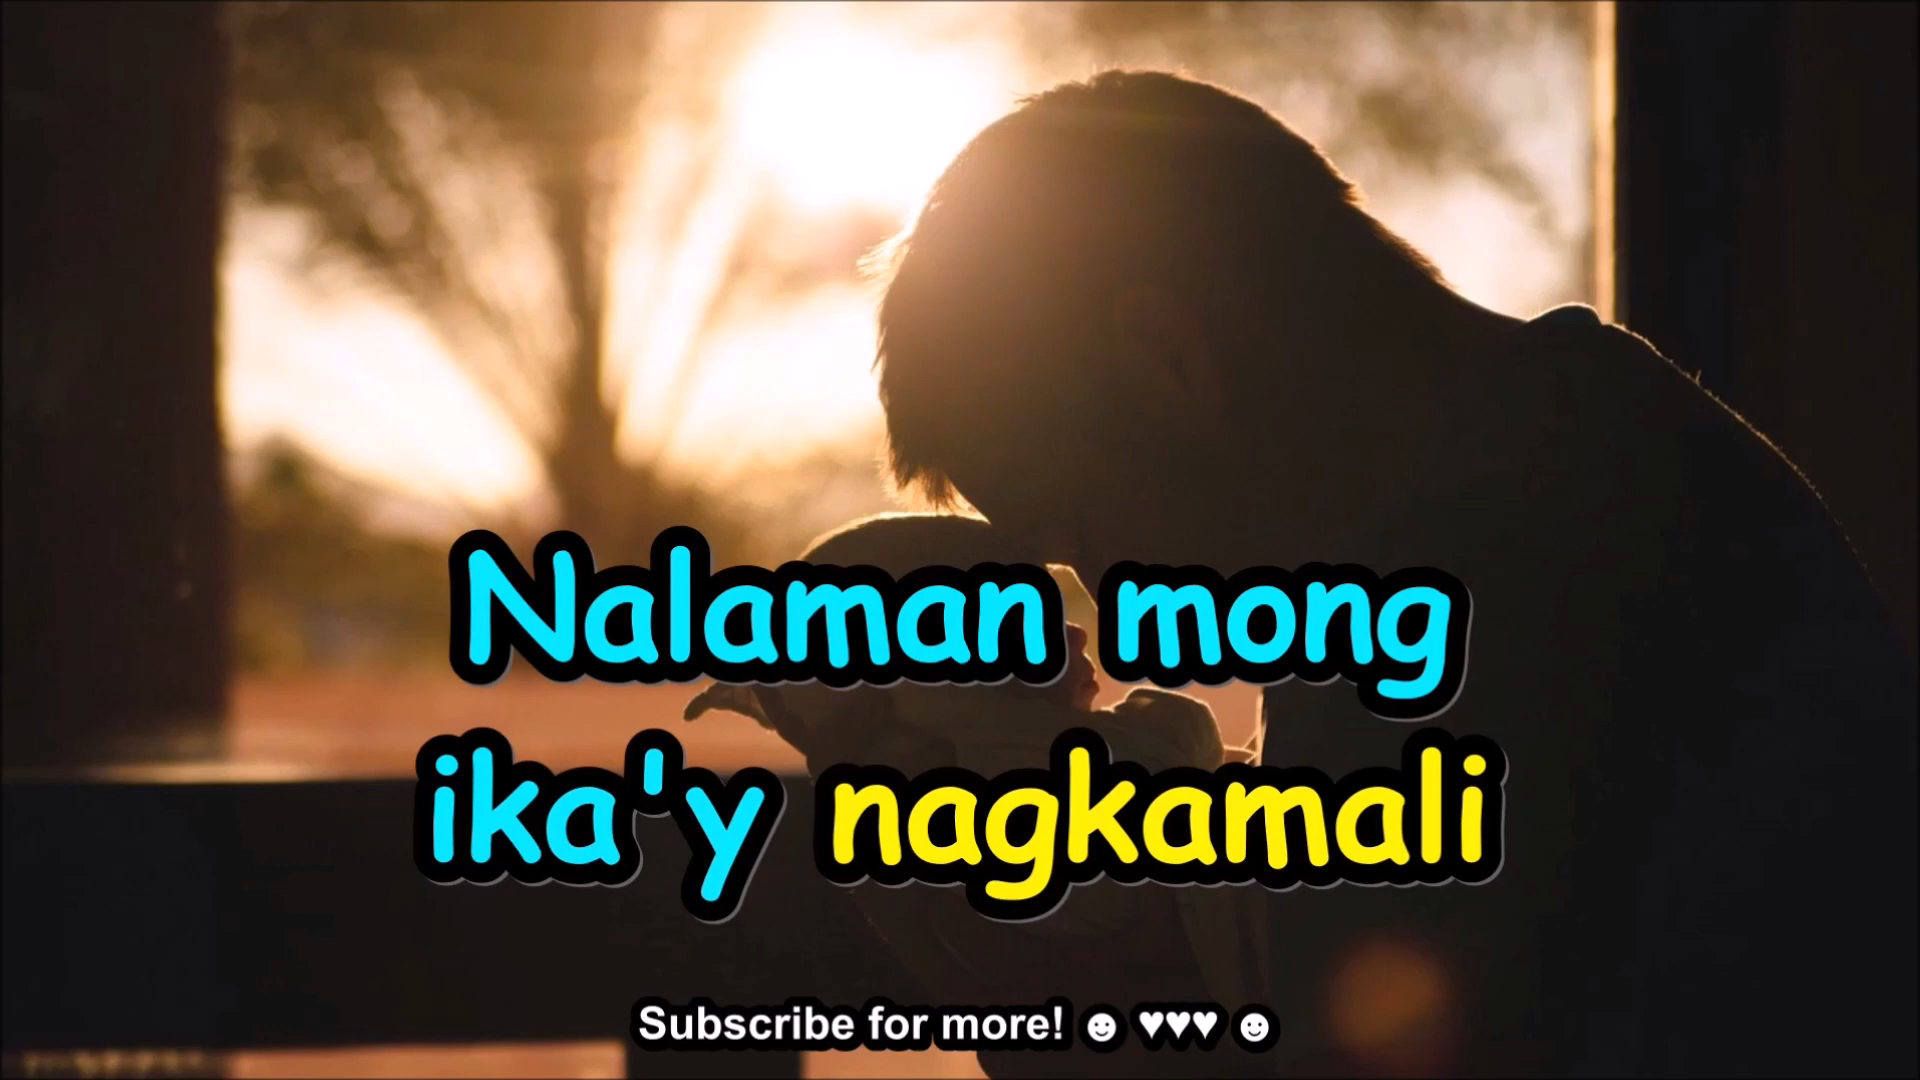 Nalaman mong
ika'y nagkamali
Subscribe for more! ☻ ♥♥♥ ☻